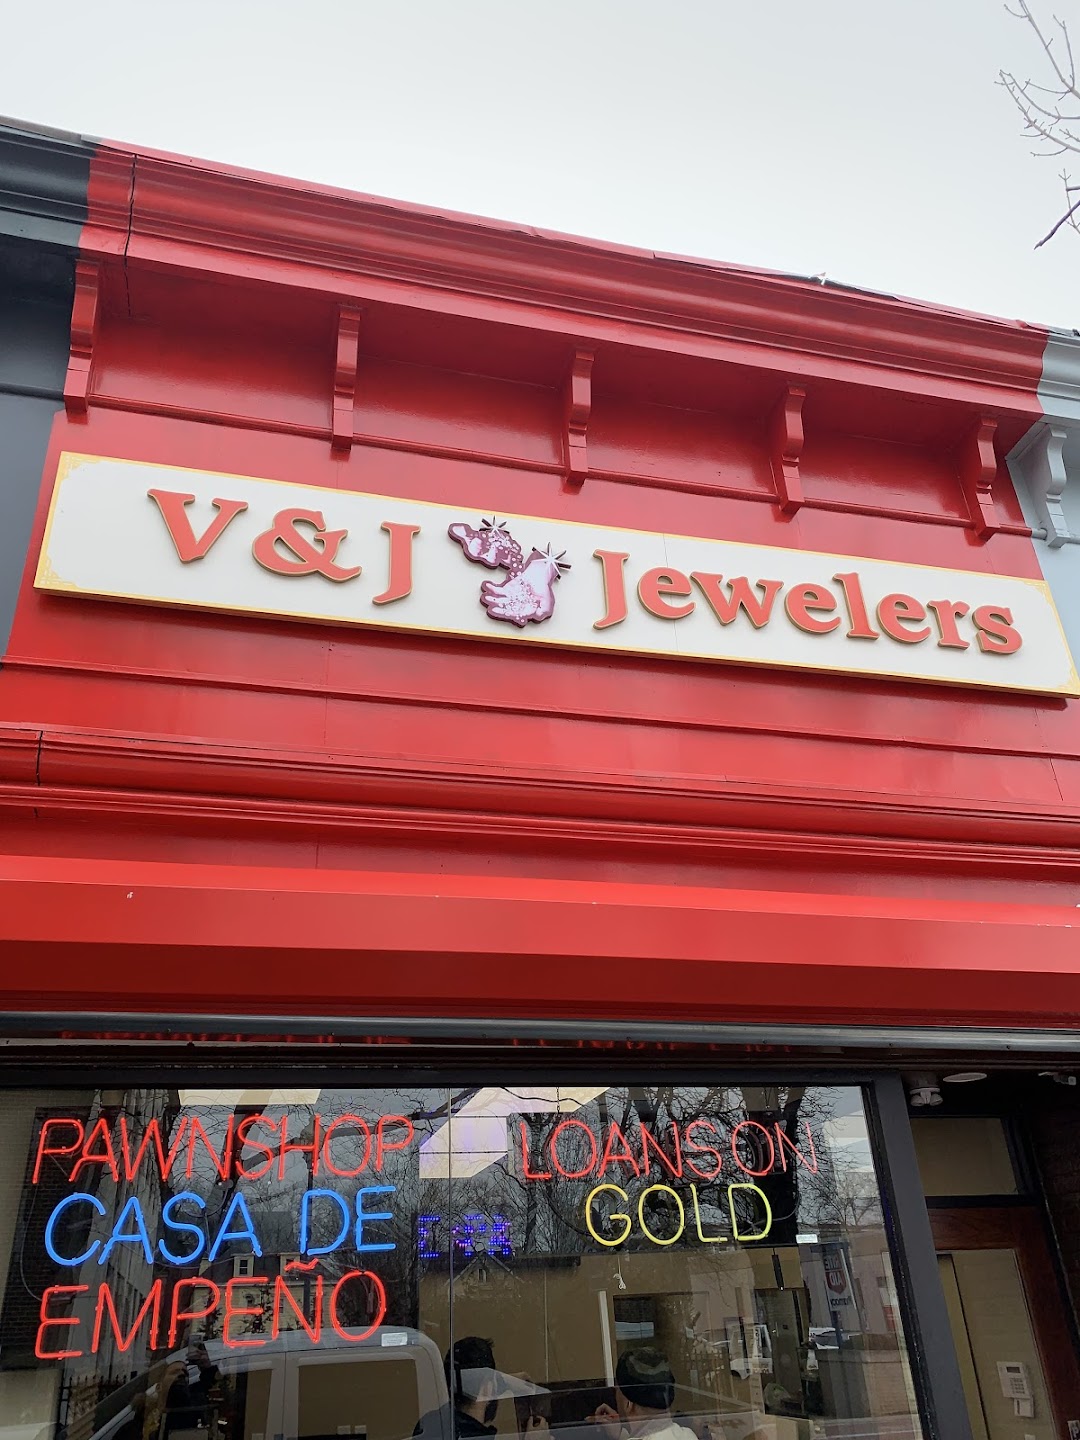 V & J Jewelers
PAWNSHOP
CASA DE
EMPEÑO
LOANS ON
GOLD